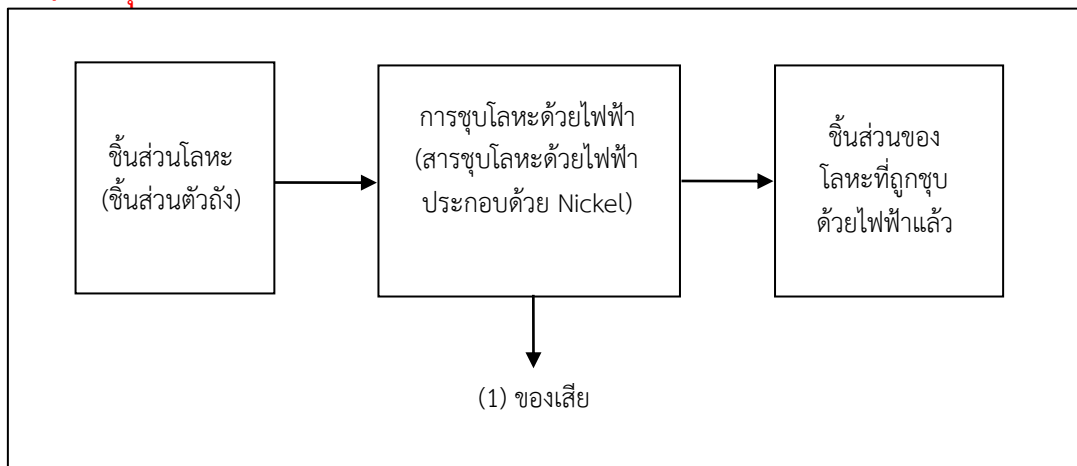 ชิ้นส่วนโลหะ
(ชิ้นส่วนตัวถัง)
การชุบโลหะด้วยไฟฟ้า
(สารชุบโลหะด้วยไฟฟ้า
ประกอบด้วย Nickel)
ชิ้นส่วนของ
โลหะที่ถูกชุบ
ด้วยไฟฟ้าแล้ว
(1) ของเสีย